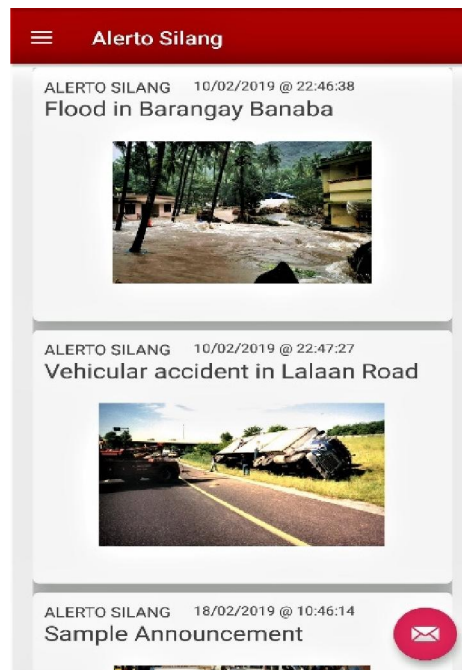 Alerto Silang
ALERTO SILANG 10/02/2019 @ 22:46:38
Flood in Barangay Banaba
ALERTO SILANG 10/02/2019 @ 22:47:27
Vehicular accident in Lalaan Road
ALERTO SILANG 18/02/2019 @ 10:46:14
Sample Announcement